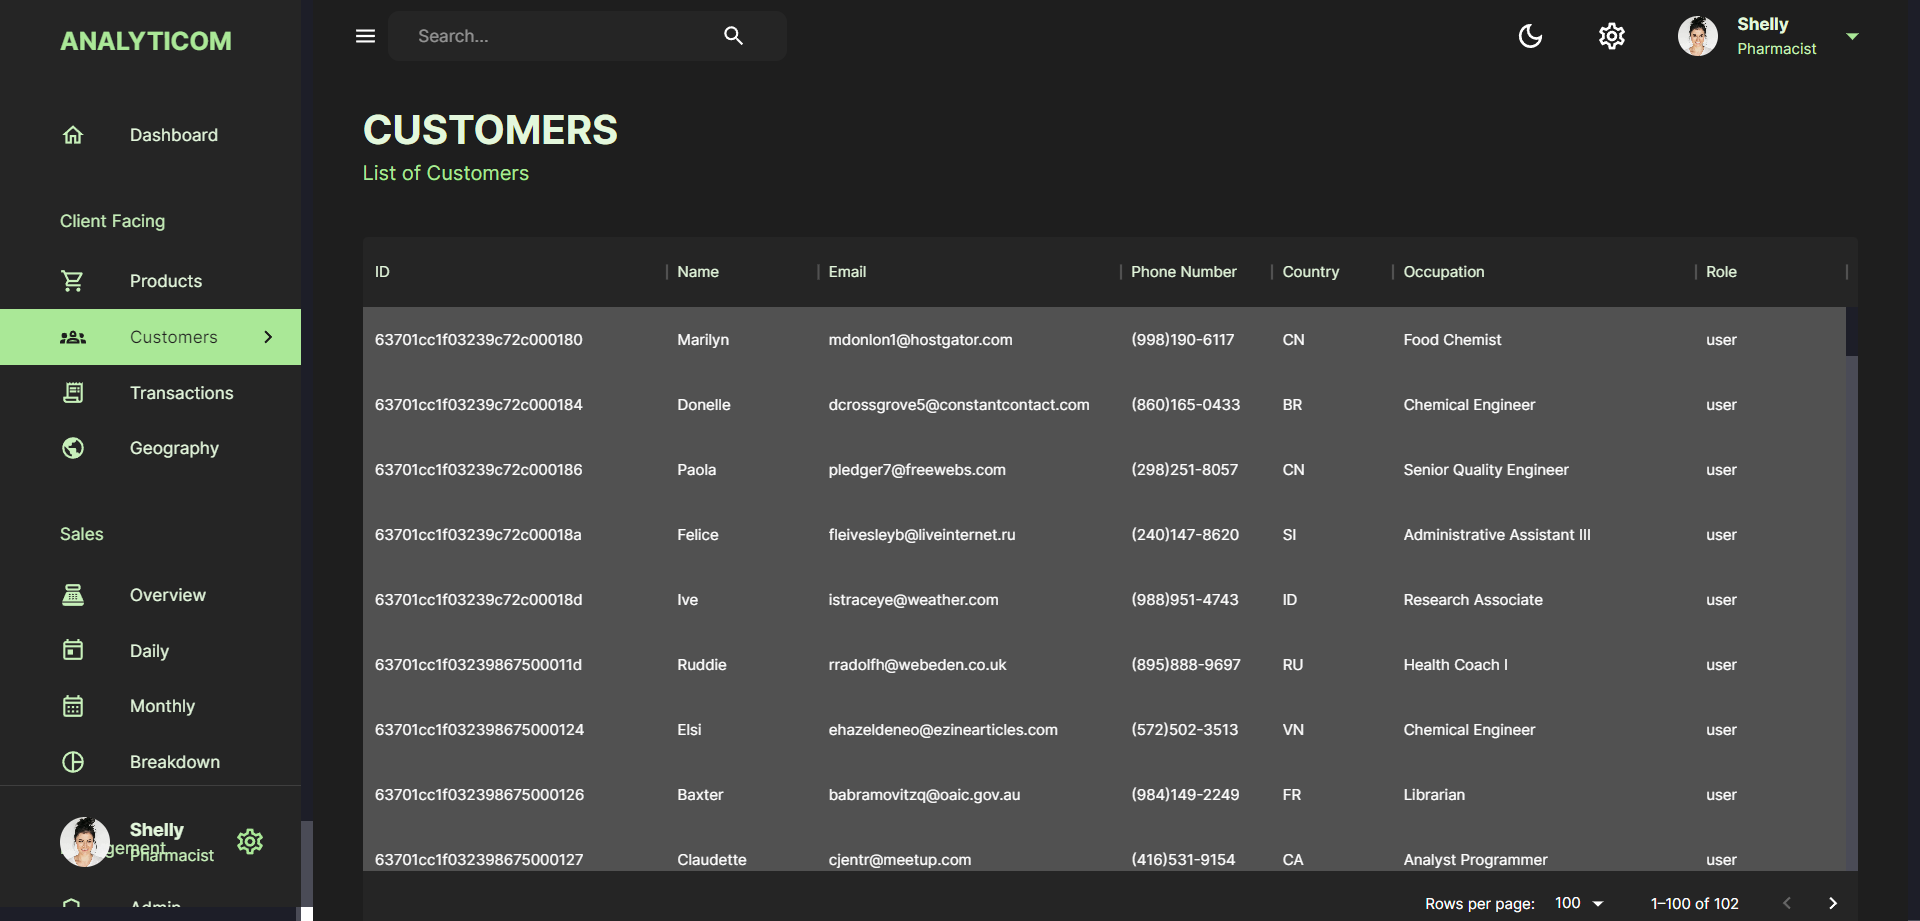 ANALYTICOM
Search...
Shelly
Pharmacist
Dashboard
Client Facing
Products
Customers
Transactions
Geography
Sales
Overview
Daily
Monthly
Breakdown
Shelly
Pharmacist
Admin
CUSTOMERS
List of Customers
ID Name Email Phone Number Country Occupation Role
63701cc1f03239c72c000180 Marilyn mdonlon1@hostgator.com (998)190-6117 CN Food Chemist user
63701cc1f03239c72c000184 Donelle dcrossgrove5@constantcontact.com (860)165-0433 BR Chemical Engineer user
63701cc1f03239c72c000186 Paola pledger7@freewebs.com (298)251-8057 CN Senior Quality Engineer user
63701cc1f03239c72c00018a Felice fleivesleyb@liveinternet.ru (240)147-8620 SI Administrative Assistant III user
63701cc1f03239c72c00018d Ive istraceye@weather.com (988)951-4743 ID Research Associate user
63701cc1f03239867500011d Ruddie rradolfh@webeden.co.uk (895)888-9697 RU Health Coach I user
63701cc1f032398675000124 Elsi ehazeldeneo@ezinearticles.com (572)502-3513 VN Chemical Engineer user
63701cc1f032398675000126 Baxter babramovitzq@oaic.gov.au (984)149-2249 FR Librarian user
63701cc1f032398675000127 Claudette cjentr@meetup.com (416)531-9154 CA Analyst Programmer user
Rows per page: 100 1–100 of 102